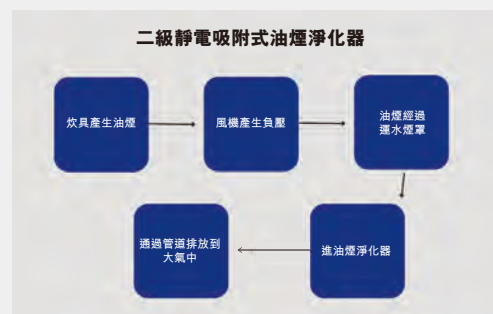 二級靜電吸附式油煙淨化器
炊具產生油煙
風機產生負壓
油煙經過
運水煙罩
進油煙淨化器
通過管道排放到
大氣中